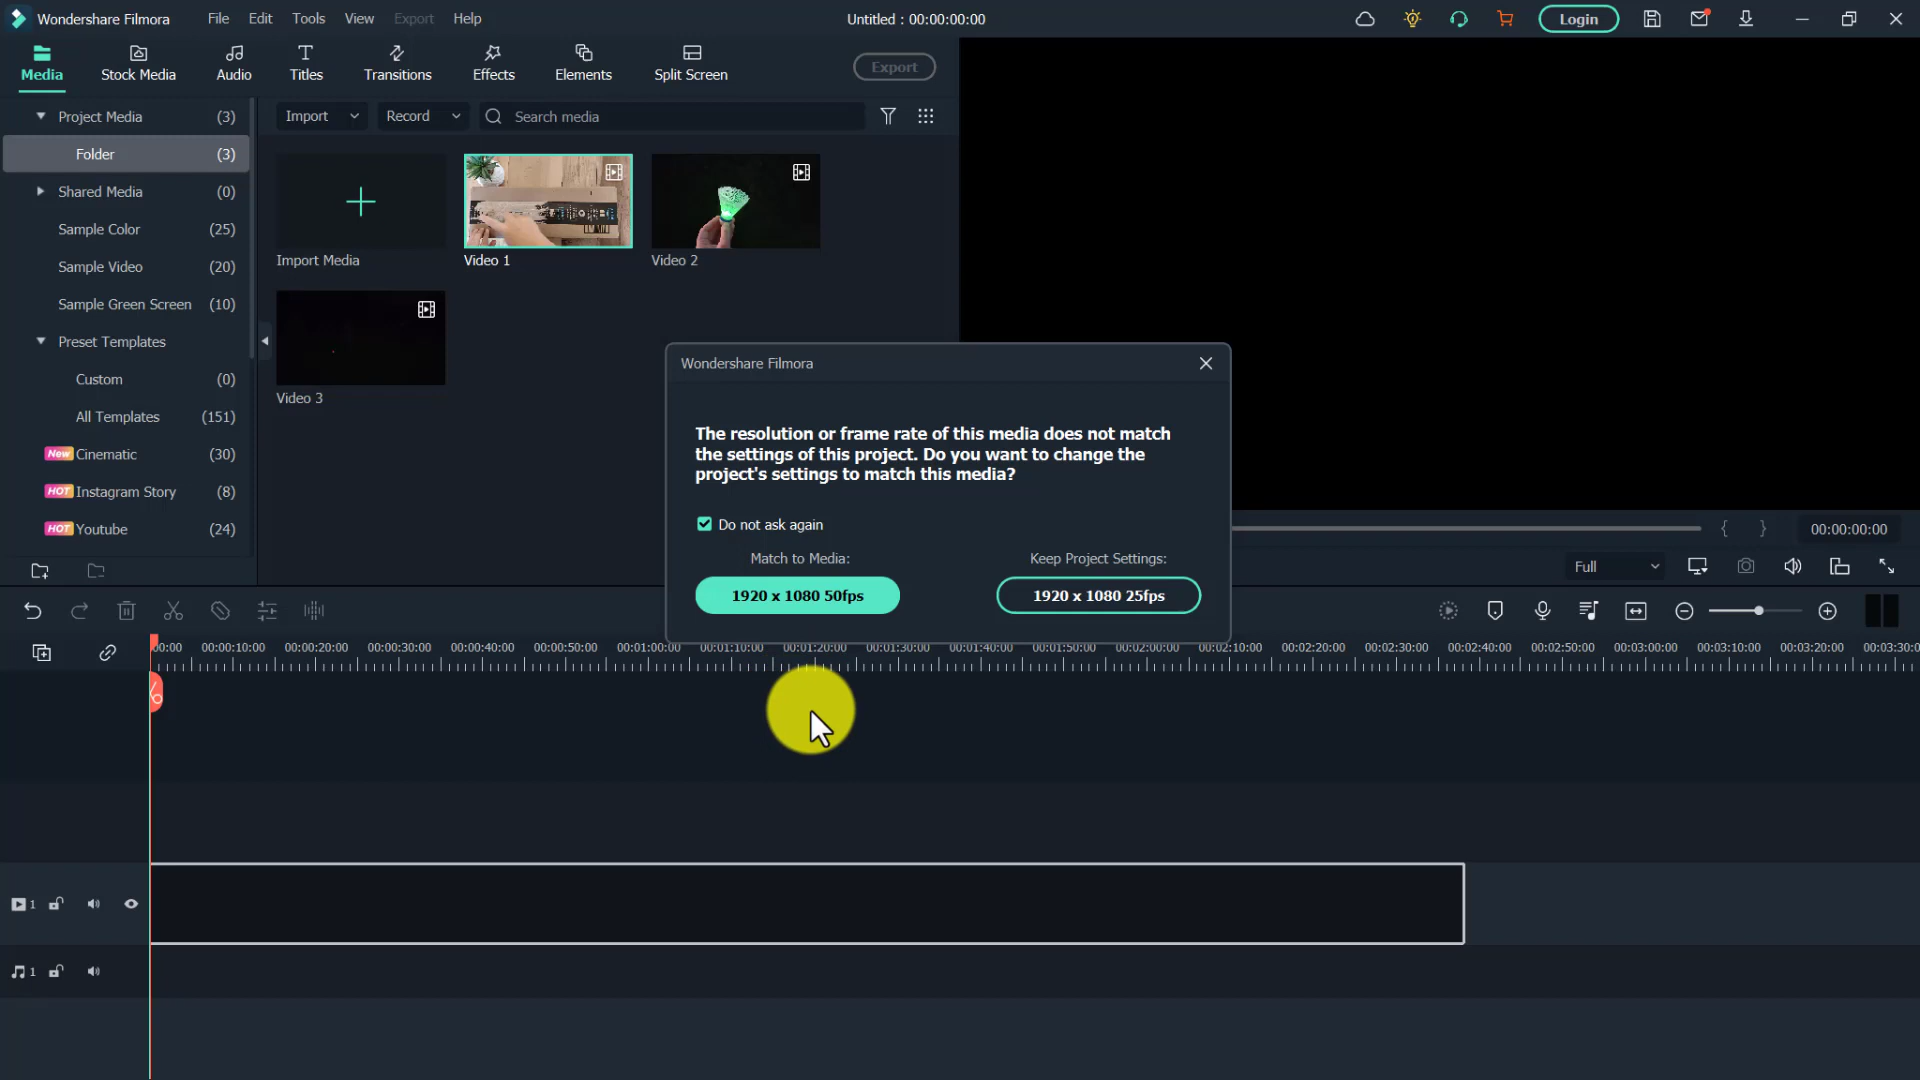 Wondershare Filmora
File
Edit
Tools
View
Export
Help
Untitled : 00:00:00:00
Login
Media
Stock Media
Audio
Titles
Transitions
Effects
Elements
Split Screen
Export
Project Media (3)
Folder (3)
Shared Media (0)
Sample Color (25)
Sample Video (20)
Sample Green Screen (10)
Preset Templates
Custom (0)
All Templates (151)
New Cinematic (30)
HOT Instagram Story (8)
HOT Youtube (24)
Import
Record
Search media
Import Media
Video 1
Video 2
Video 3
Wondershare Filmora
The resolution or frame rate of this media does not match
the settings of this project. Do you want to change the
project's settings to match this media?
Do not ask again
Match to Media:
Keep Project Settings:
1920 x 1080 50fps
1920 x 1080 25fps
{ } 00:00:00:00
Full
00:00 00:00:10:00 00:00:20:00 00:00:30:00 00:00:40:00 00:00:50:00 00:01:00:00 00:01:10:00 00:01:20:00 00:01:30:00 00:01:40:00 00:01:50:00 00:02:00:00 00:02:10:00 00:02:20:00 00:02:30:00 00:02:40:00 00:02:50:00 00:03:00:00 00:03:10:00 00:03:20:00 00:03:30:0
1
1